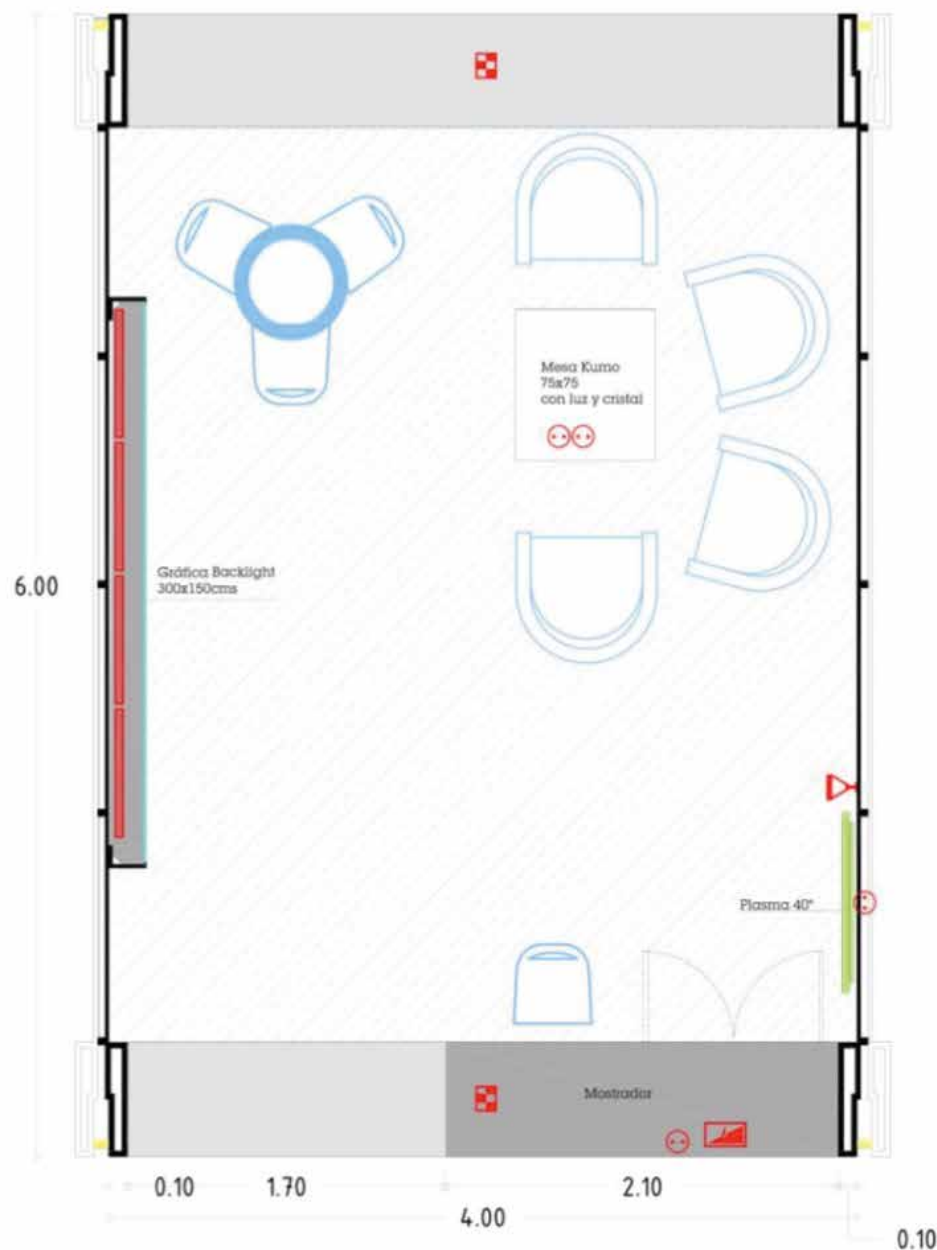 Mesa Kumo
75x75
con luz y cristal
6.00
Gráfica Backlight
300x150cms
Plasma 40"
Mostrador
0.10
1.70
2.10
4.00
0.10